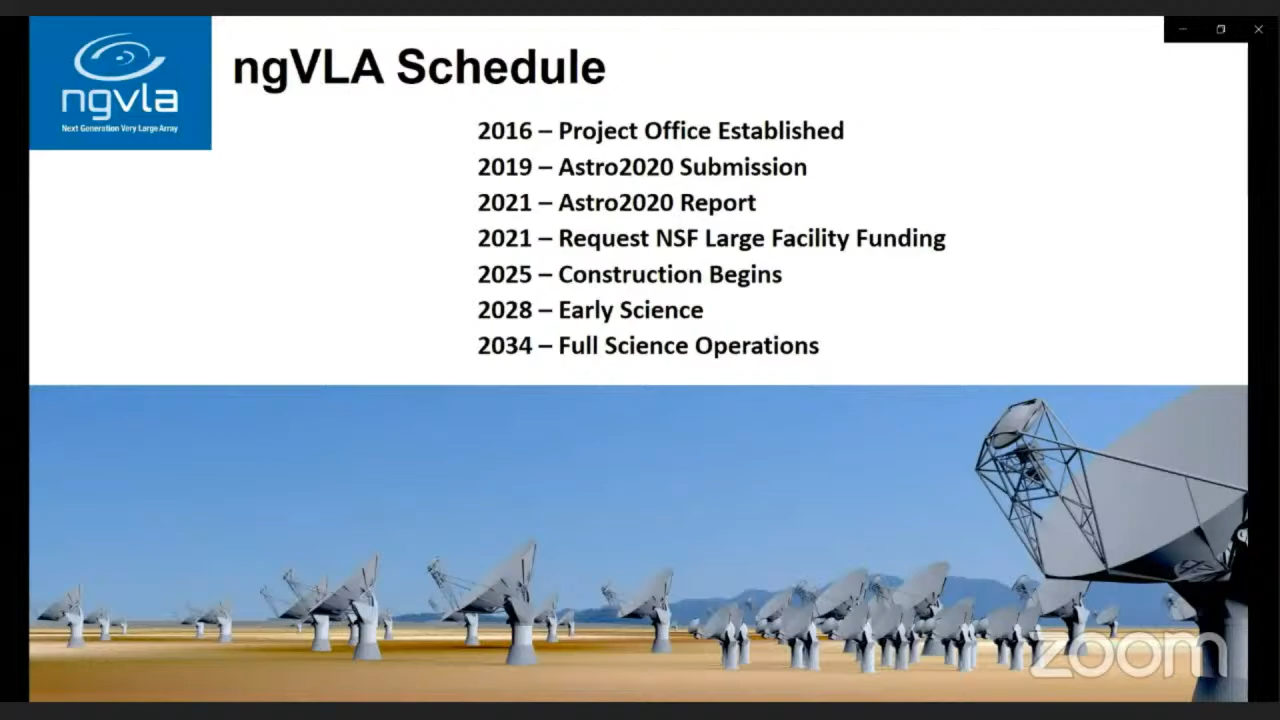 ngvla
Next Generation Very Large Array
ngVLA Schedule
2016 – Project Office Established
2019 – Astro2020 Submission
2021 – Astro2020 Report
2021 – Request NSF Large Facility Funding
2025 – Construction Begins
2028 – Early Science
2034 – Full Science Operations
zoom